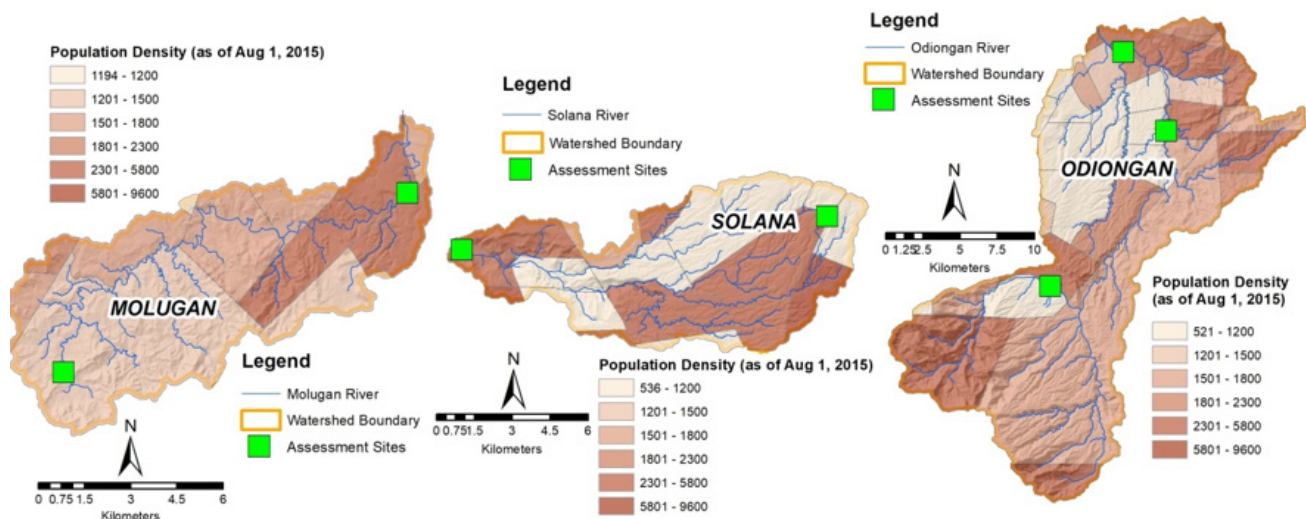 Population Density (as of Aug 1, 2015)
1194 - 1200
1201 - 1500
1501 - 1800
1801 - 2300
2301 - 5800
5801 - 9600
MOLUGAN
Legend
Molugan River
Watershed Boundary
Assessment Sites
N
0 0.75 1.5 3 4.5 6
Kilometers
Legend
Solana River
Watershed Boundary
Assessment Sites
SOLANA
N
0 0.75 1.5 3 4.5 6
Kilometers
Population Density (as of Aug 1, 2015)
536 - 1200
1201 - 1500
1501 - 1800
1801 - 2300
2301 - 5800
5801 - 9600
Legend
Odiongan River
Watershed Boundary
Assessment Sites
ODIONGAN
N
0 1.25 2.5 5 7.5 10
Kilometers
Population Density
(as of Aug 1, 2015)
521 - 1200
1201 - 1500
1501 - 1800
1801 - 2300
2301 - 5800
5801 - 9600